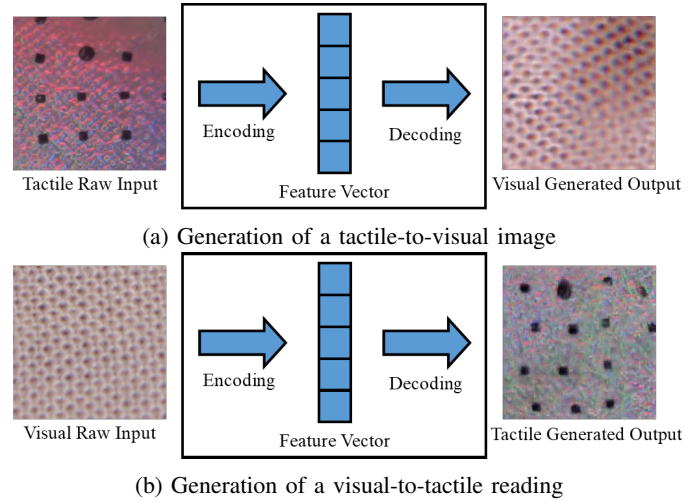 Encoding
Decoding
Feature Vector
Tactile Raw Input
Visual Generated Output
(a) Generation of a tactile-to-visual image
Encoding
Decoding
Feature Vector
Visual Raw Input
Tactile Generated Output
(b) Generation of a visual-to-tactile reading